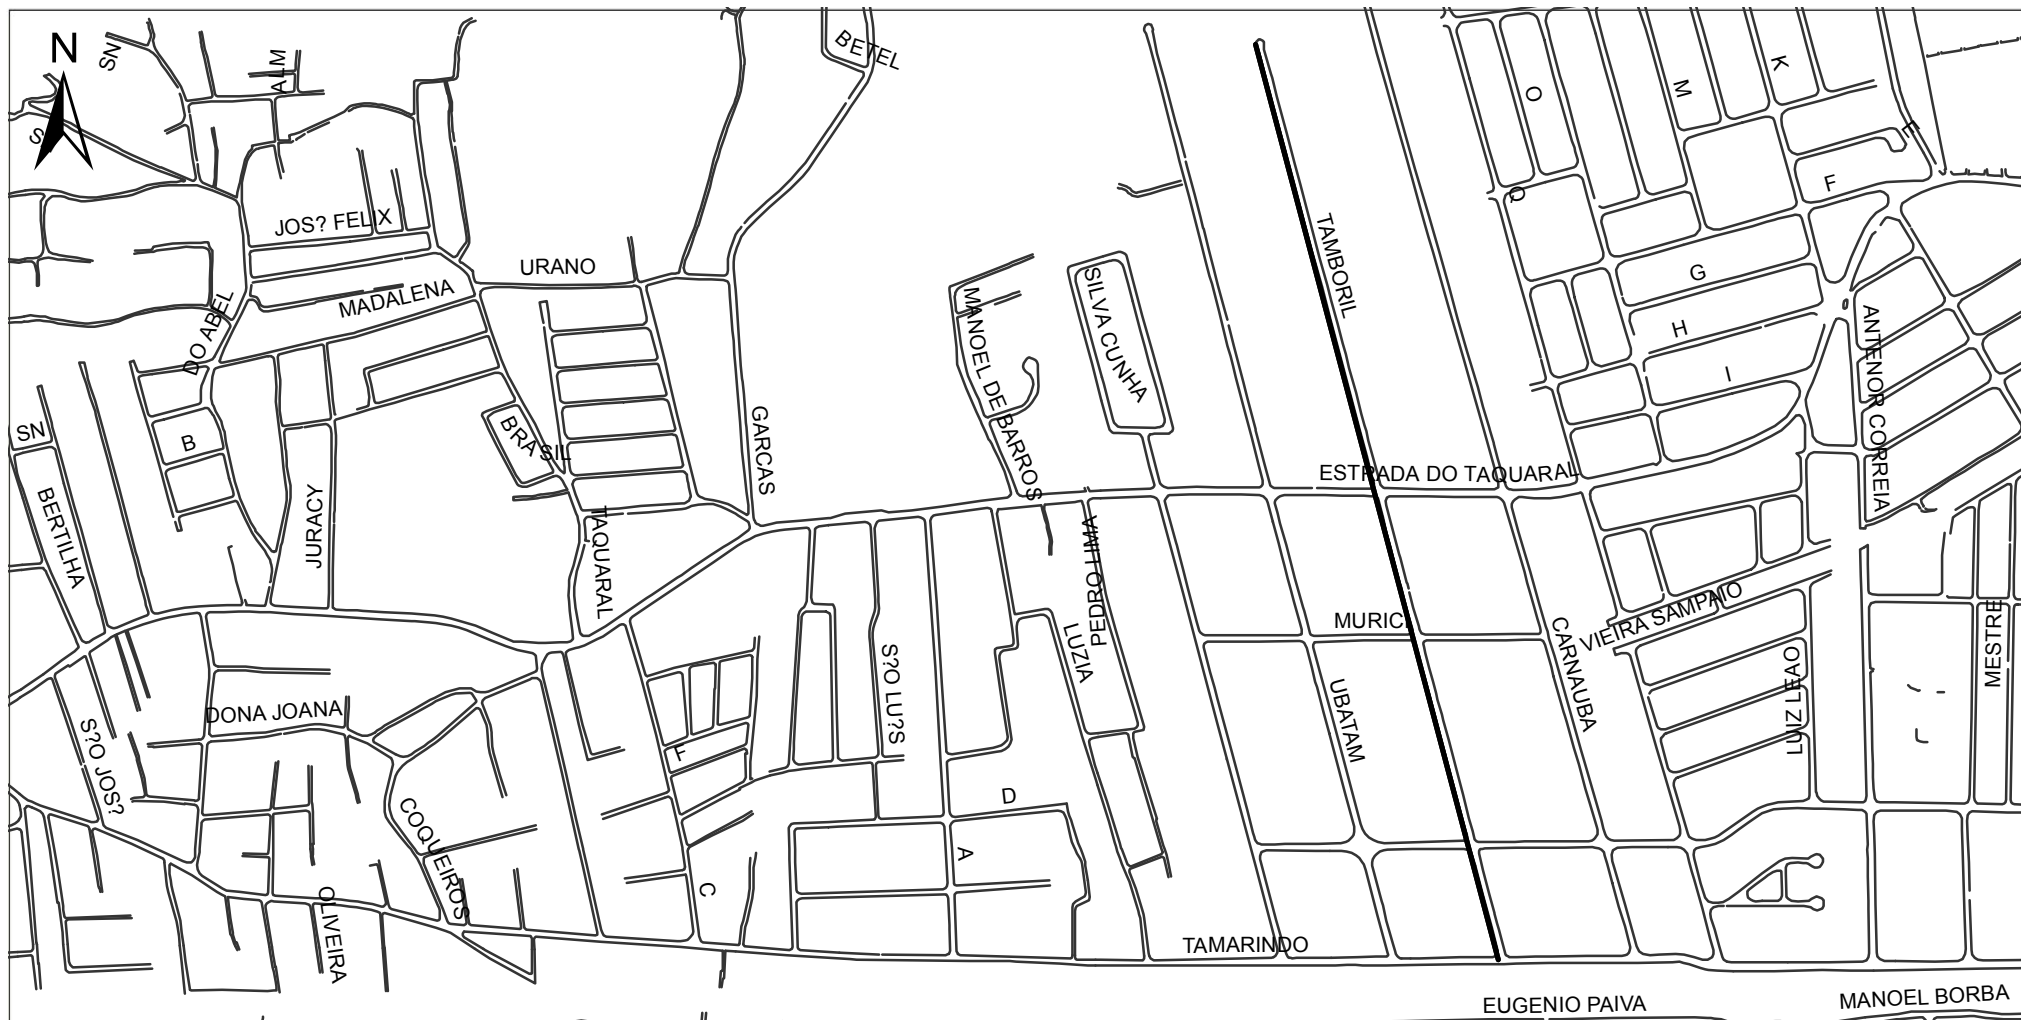 SN
N
ALM
BETEL
K
O
M
S
E
F
Q
JOS? FELIX
URANO
TAMBORIL
G
SILVA CUNHA
MADALENA
MANOEL DE BARROS
DO ABEL
H
ANTENOR CORREIA
I
SN
B
BRASIL
GARCAS
ESTRADA DO TAQUARAL
BERTILHA
JURACY
TAQUARAL
PEDRO LIMA
VIEIRA SAMPAIO
MURICI
MESTRE
LUZIA
CARNAUBA
S?O LU?S
LUIZ LEAO
UBATAM
DONA JOANA
S?O JOS?
F
D
COQUEIROS
A
C
OLIVEIRA
TAMARINDO
EUGENIO PAIVA
MANOEL BORBA